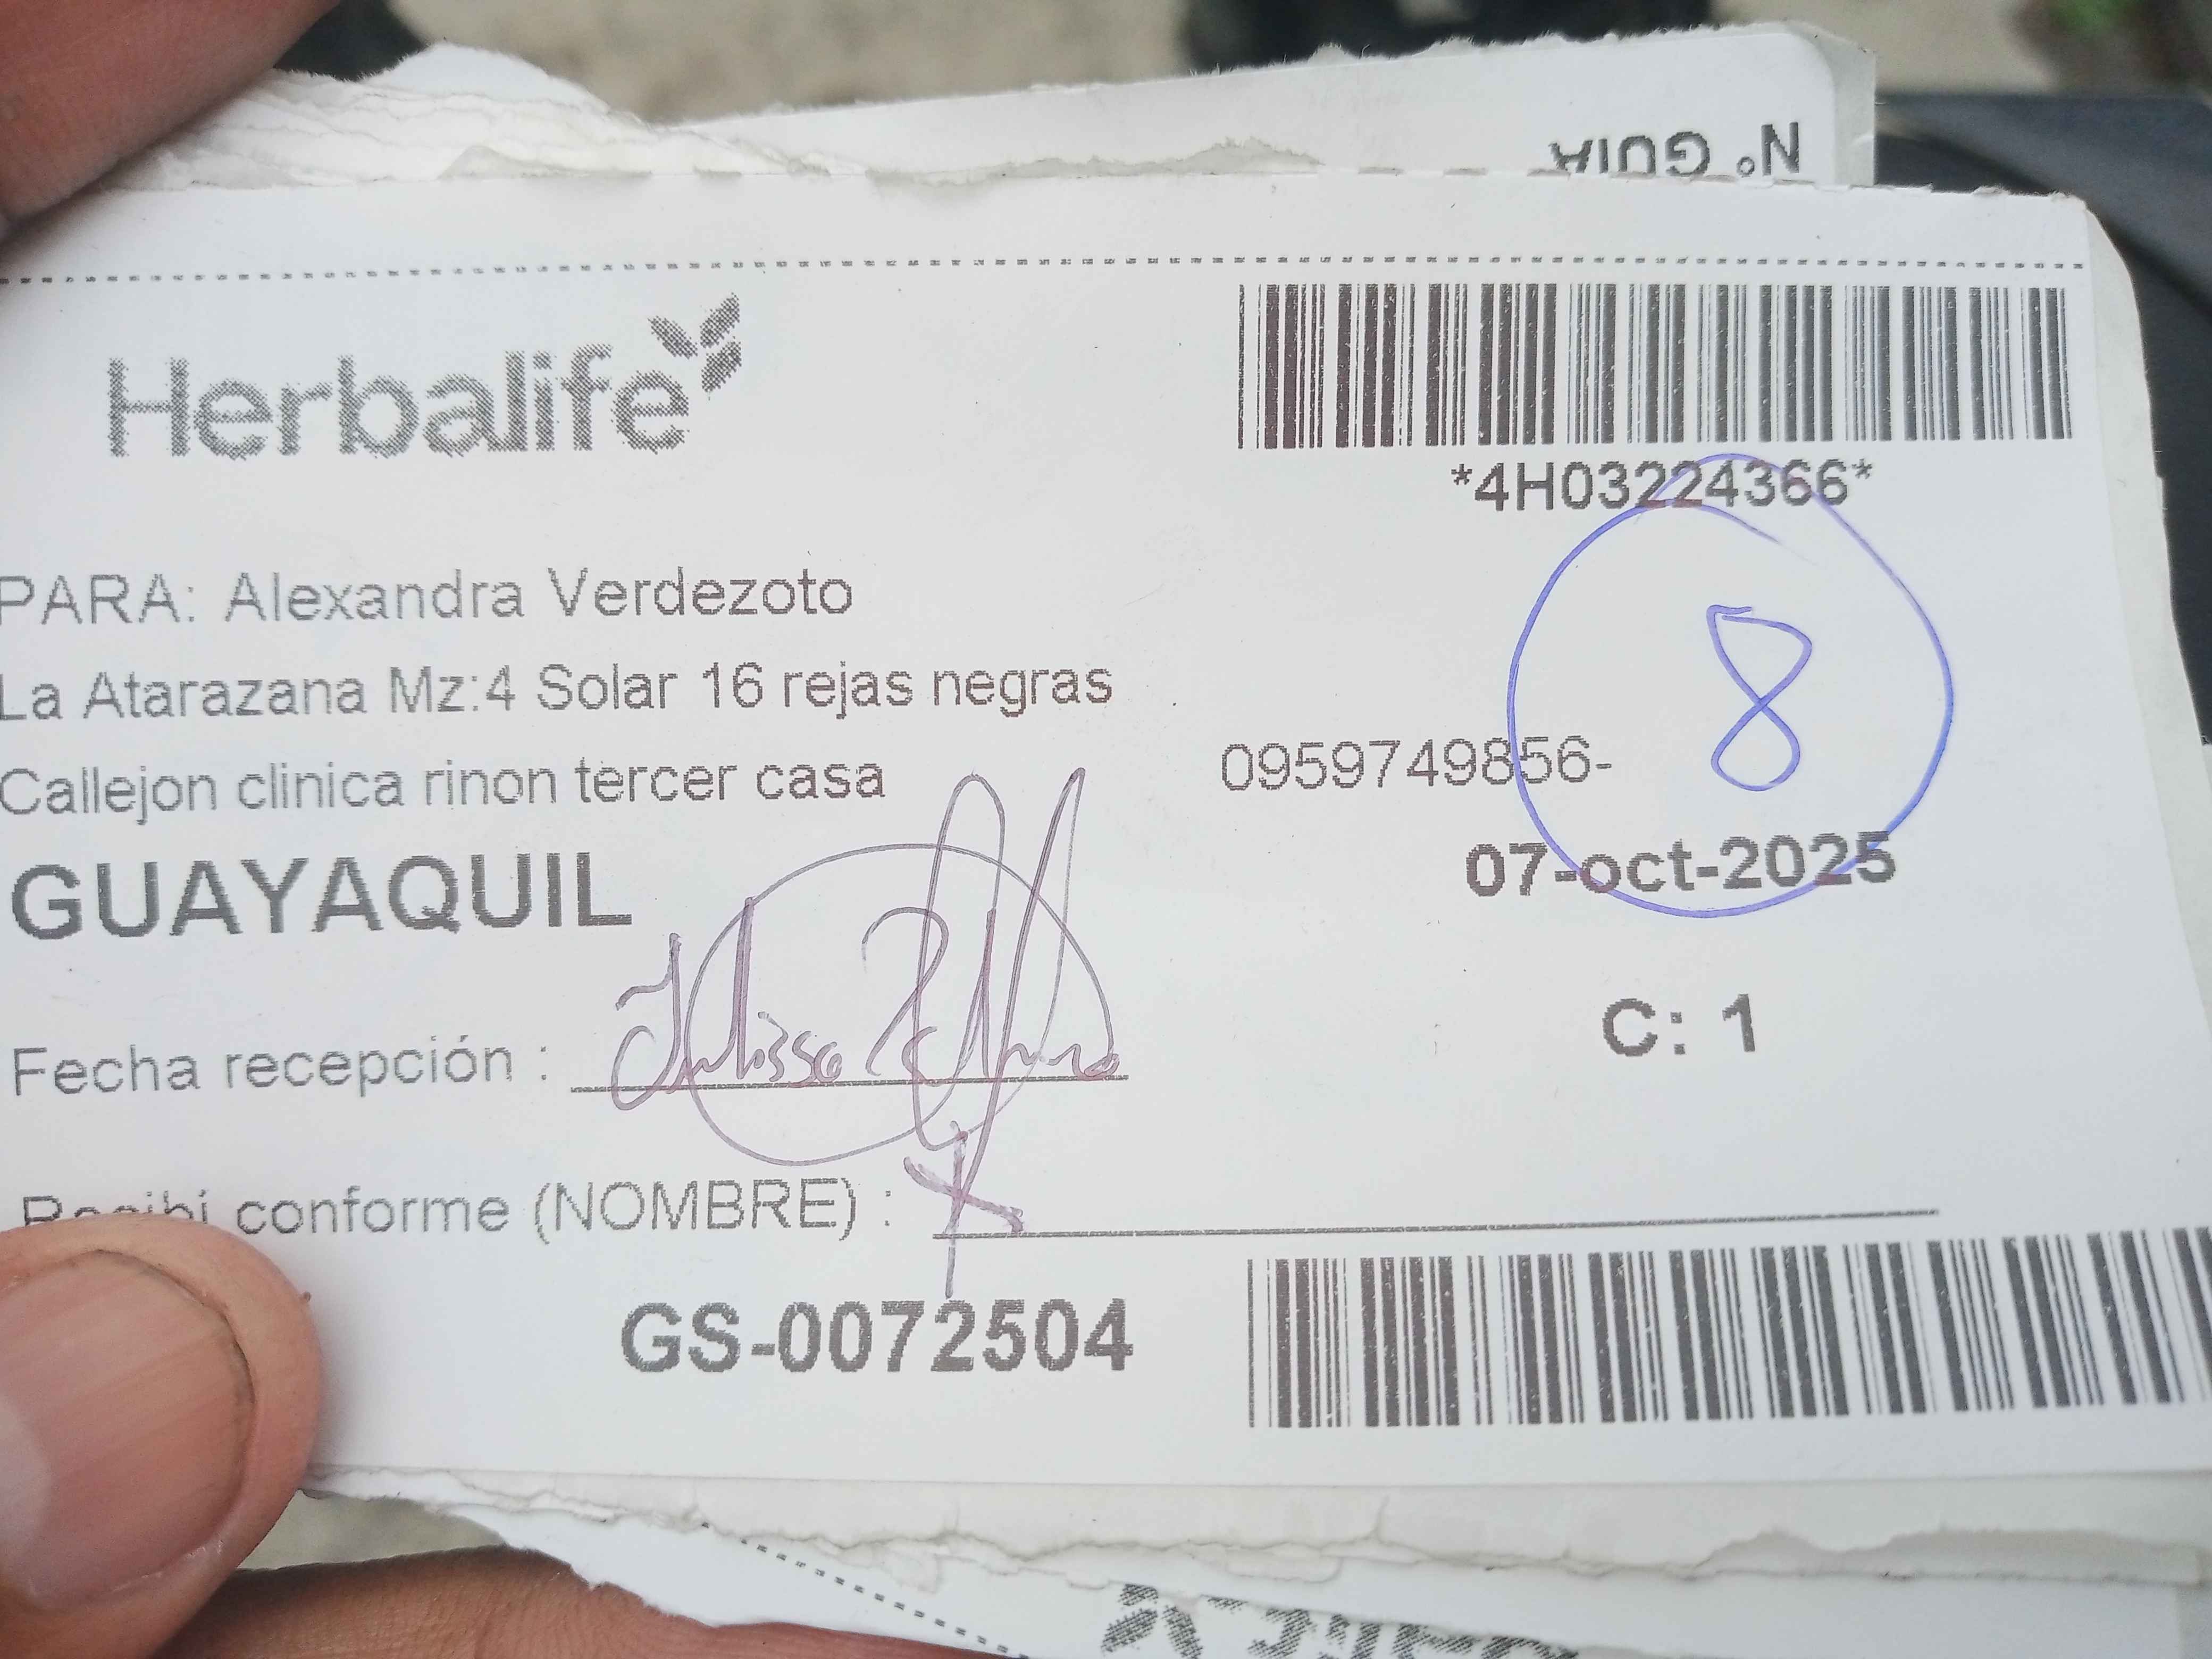 N° GUIA
Herbalife
*4H03224366*
8
PARA: Alexandra Verdezoto
La Atarazana Mz:4 Solar 16 rejas negras
Callejon clinica rinon tercer casa
0959749856-
GUAYAQUIL
07-oct-2025
C: 1
Fecha recepción :
Recibí conforme (NOMBRE) :
GS-0072504